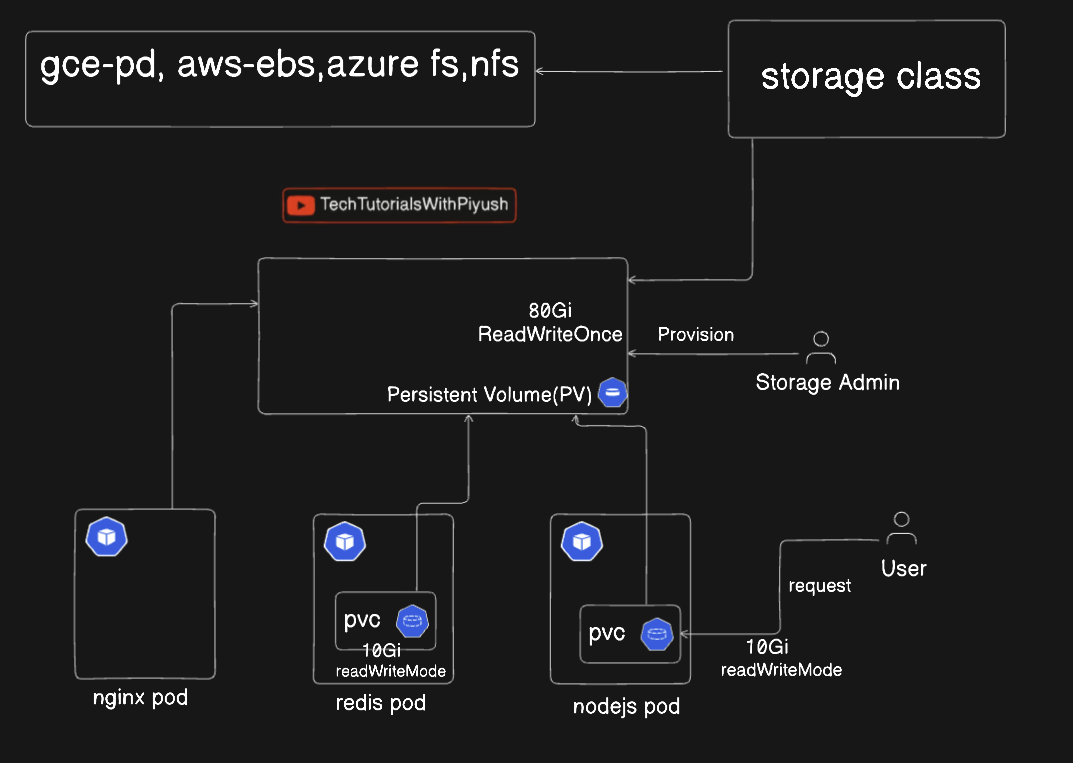 gce-pd, aws-ebs,azure fs,nfs
storage class
TechTutorialsWithPiyush
80Gi
ReadWriteOnce
Provision
Persistent Volume(PV)
Storage Admin
User
request
pvc
10Gi
readWriteMode
pvc
10Gi
readWriteMode
nginx pod
redis pod
nodejs pod